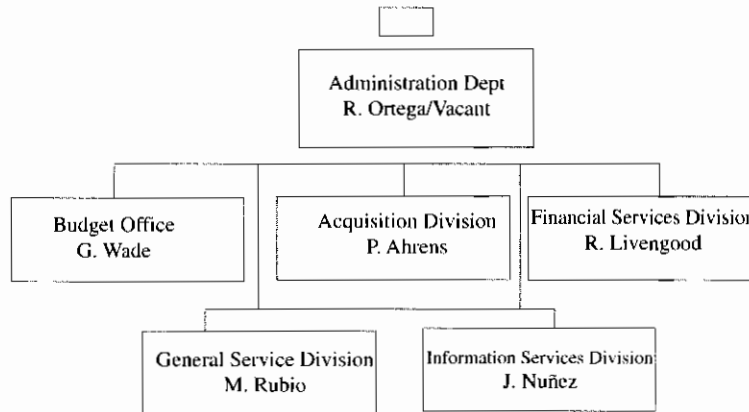 Administration Dept
R. Ortega/Vacant
Budget Office
G. Wade
Acquisition Division
P. Ahrens
Financial Services Division
R. Livengood
General Service Division
M. Rubio
Information Services Division
J. Nuñez